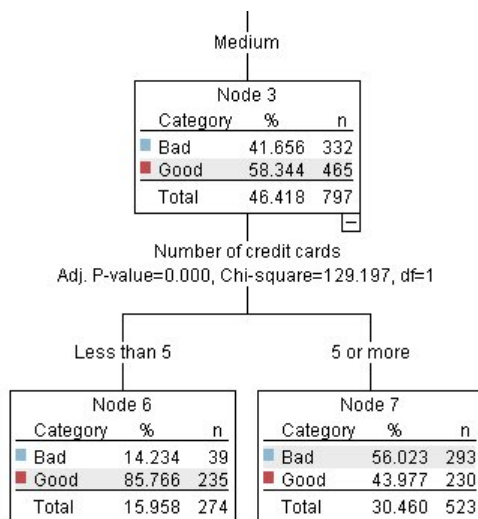 Medium
Node 3
Category % n
Bad 41.656 332
Good 58.344 465
Total 46.418 797
Number of credit cards
Adj. P-value=0.000, Chi-square=129.197, df=1
Less than 5
5 or more
Node 6
Category % n
Bad 14.234 39
Good 85.766 235
Total 15.958 274
Node 7
Category % n
Bad 56.023 293
Good 43.977 230
Total 30.460 523